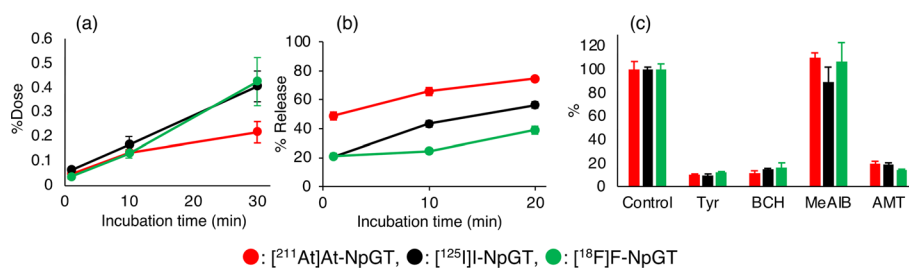 (a)
%Dose
0.6
0.5
0.4
0.3
0.2
0.1
0
0 10 20 30
Incubation time (min)
(b)
% Release
100
80
60
40
20
0
0 10 20
Incubation time (min)
(c)
%
120
100
80
60
40
20
0
Control Tyr BCH MeAIB AMT
: [²¹¹At]At-NpGT, : [¹²⁵I]I-NpGT, : [¹⁸F]F-NpGT